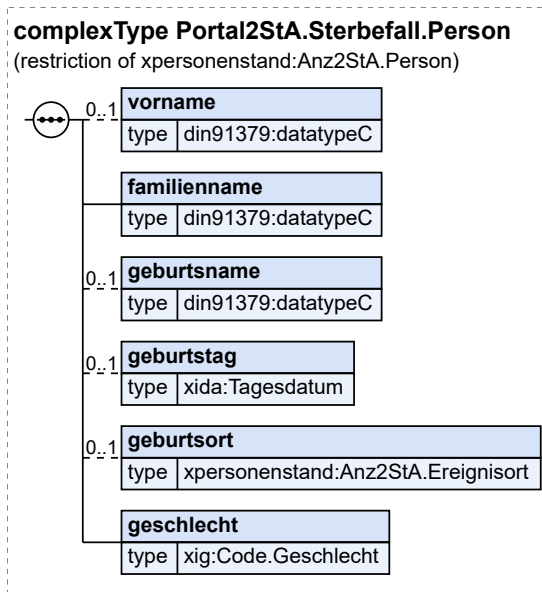 complexType Portal2StA.Sterbefall.Person
(restriction of xpersonenstand:Anz2StA.Person)
0..1 vorname
type din91379:datatypeC
familienname
type din91379:datatypeC
0..1 geburtsname
type din91379:datatypeC
0..1 geburtstag
type xida:Tagesdatum
0..1 geburtsort
type xpersonenstand:Anz2StA.Ereignisort
geschlecht
type xig:Code.Geschlecht